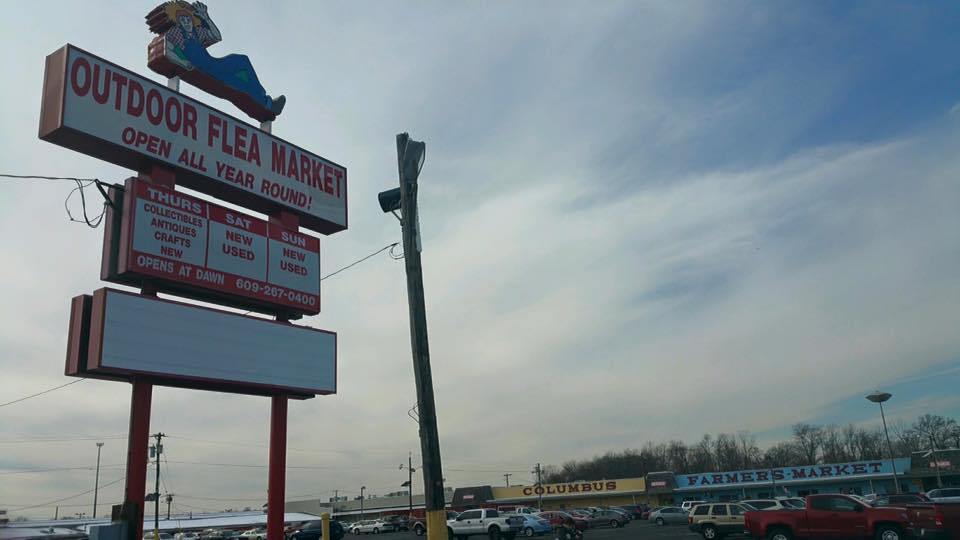 OUTDOOR FLEA MARKET
OPEN ALL YEAR ROUND!
THURS
COLLECTIBLES
ANTIQUES
CRAFTS
NEW
SAT
NEW
USED
SUN
NEW
USED
OPENS AT DAWN 609-267-0400
COLUMBUS
FARMERS-MARKET